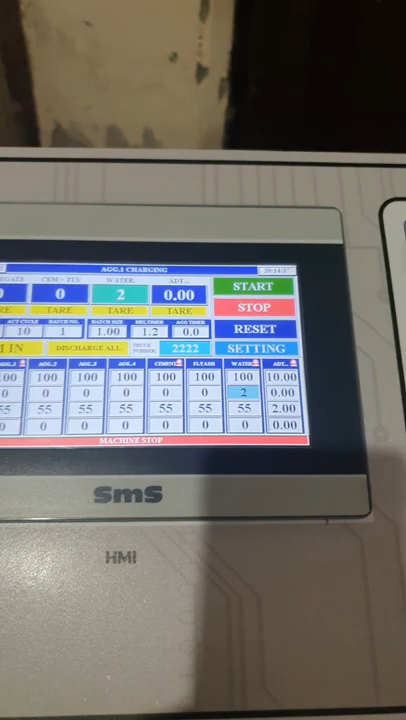 AGG.1 CHARGING 20:14:37
CEM + FLY WATER ADT..
0 2 0.00 START
TARE TARE TARE TARE STOP
ACT CYCLE BATCH NO. BATCH SIZE MIX.TIMER AGG TIMER
10 1 1.00 1.2 0.0 RESET
M IN DISCHARGE ALL TRUCK NUMBER 2222 SETTING
AGG.2 AGG.3 AGG.4 CEMENT FLYASH WATER ADT..
100 100 100 100 100 100 100 10.00
0 0 0 0 0 0 2 0.00
55 55 55 55 55 55 55 2.00
0 0 0 0 0 0 0 0.00
MACHINE STOP
SmS
HMI